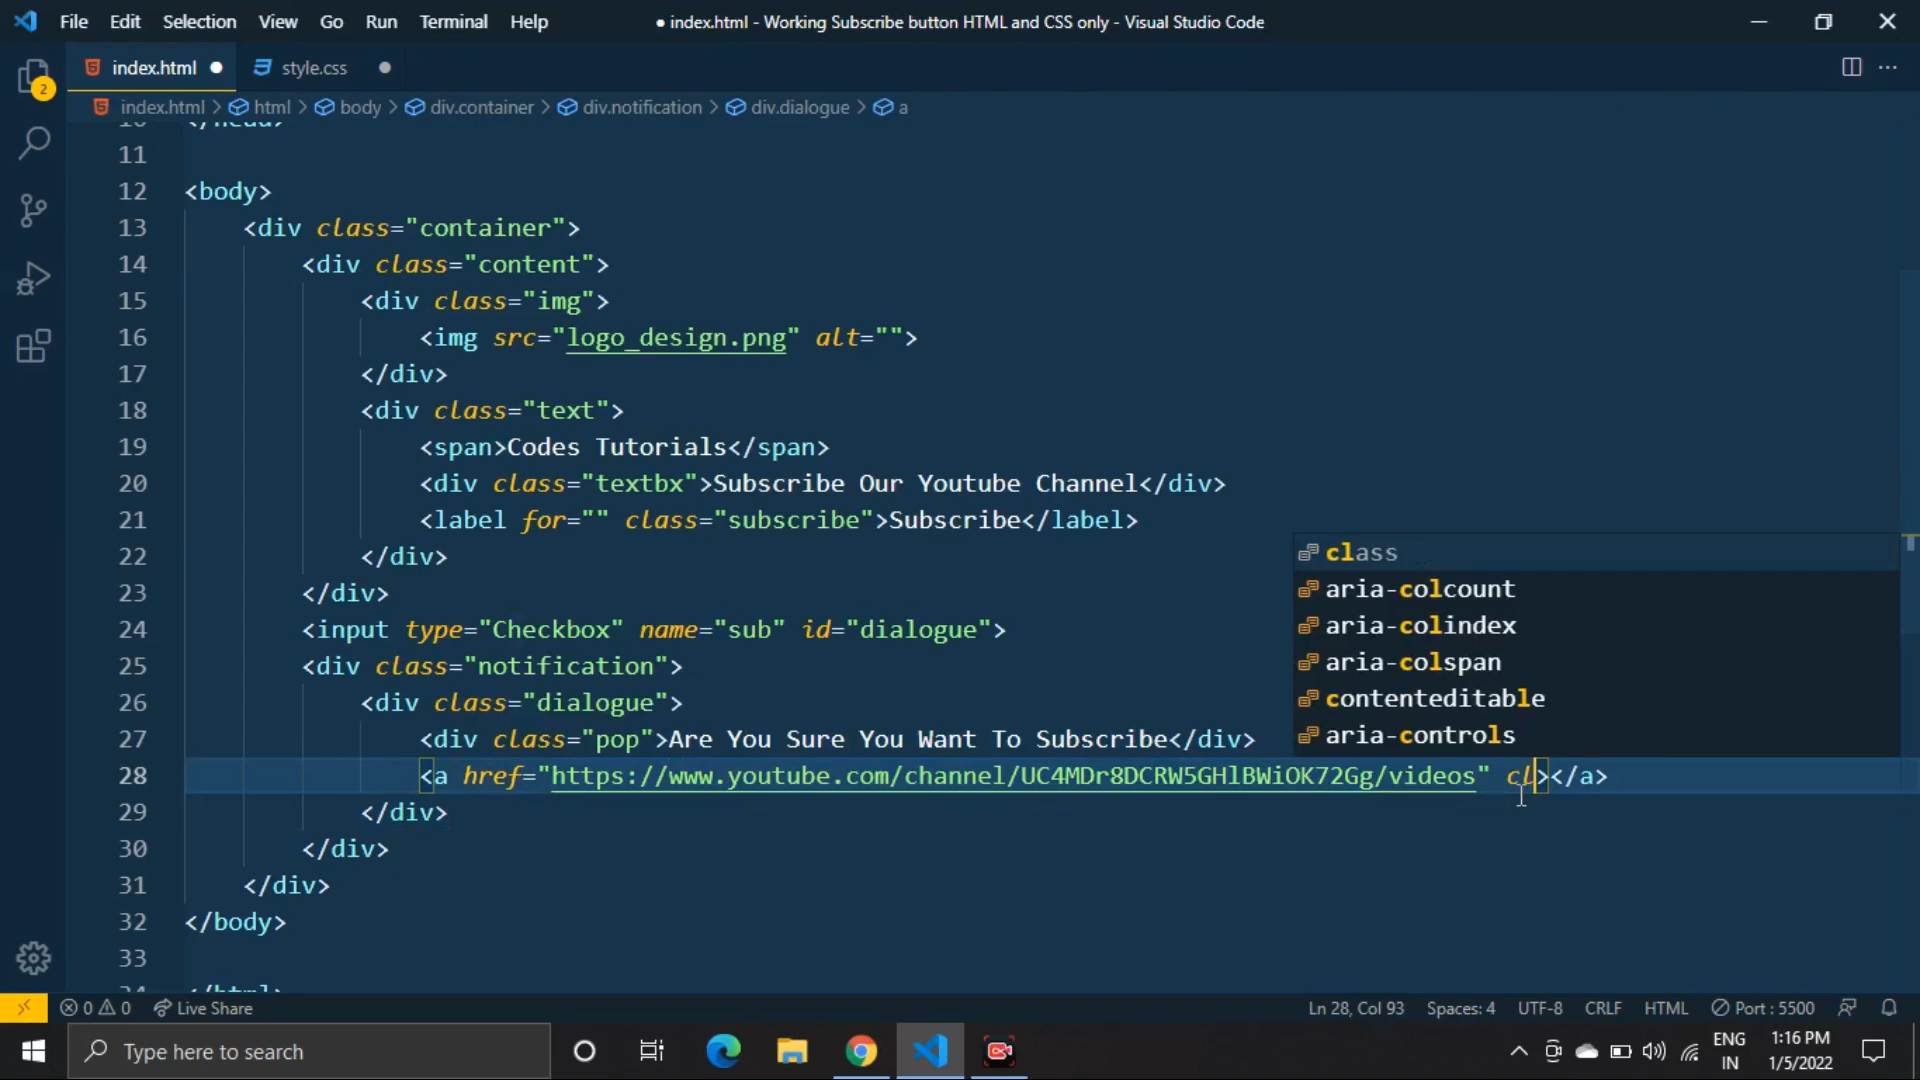 File Edit Selection View Go Run Terminal Help
● index.html - Working Subscribe button HTML and CSS only - Visual Studio Code
index.html ● style.css ●
2
index.html > html > body > div.container > div.notification > div.dialogue > a
10 </head>
11
12 <body>
13 <div class="container">
14 <div class="content">
15 <div class="img">
16 <img src="logo_design.png" alt="">
17 </div>
18 <div class="text">
19 <span>Codes Tutorials</span>
20 <div class="textbx">Subscribe Our Youtube Channel</div>
21 <label for="" class="subscribe">Subscribe</label>
22 </div>
23 </div>
24 <input type="Checkbox" name="sub" id="dialogue">
25 <div class="notification">
26 <div class="dialogue">
27 <div class="pop">Are You Sure You Want To Subscribe</div>
28 <a href="https://www.youtube.com/channel/UC4MDr8DCRW5GHlBWiOK72Gg/videos" cl></a>
29 </div>
30 </div>
31 </div>
32 </body>
33
34 </html>
class
aria-colcount
aria-colindex
aria-colspan
contenteditable
aria-controls
0 0 Live Share
Ln 28, Col 93 Spaces: 4 UTF-8 CRLF HTML Port : 5500
Type here to search
ENG
IN
1:16 PM
1/5/2022